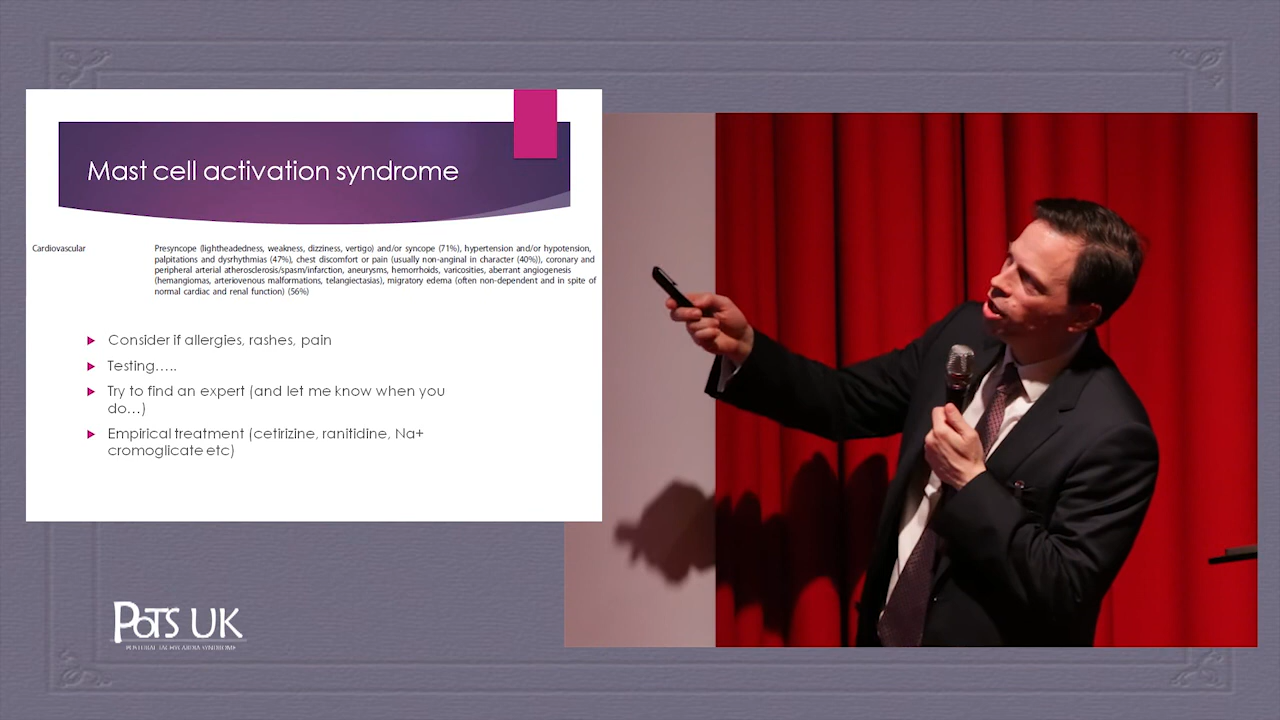 Mast cell activation syndrome
Cardiovascular
Presyncope (lightheadedness, weakness, dizziness, vertigo) and/or syncope (71%), hypertension and/or hypotension,
palpitations and dysrhythmias (47%), chest discomfort or pain (usually non-anginal in character (40%)), coronary and
peripheral arterial atherosclerosis/spasm/infarction, aneurysms, hemorrhoids, varicosities, aberrant angiogenesis
(hemangiomas, arteriovenous malformations, telangiectasias), migratory edema (often non-dependent and in spite of
normal cardiac and renal function) (56%)
Consider if allergies, rashes, pain
Testing.....
Try to find an expert (and let me know when you
do...)
Empirical treatment (cetirizine, ranitidine, Na+
cromoglicate etc)
PoTS UK
POSTURAL TACHYCARDIA SYNDROME